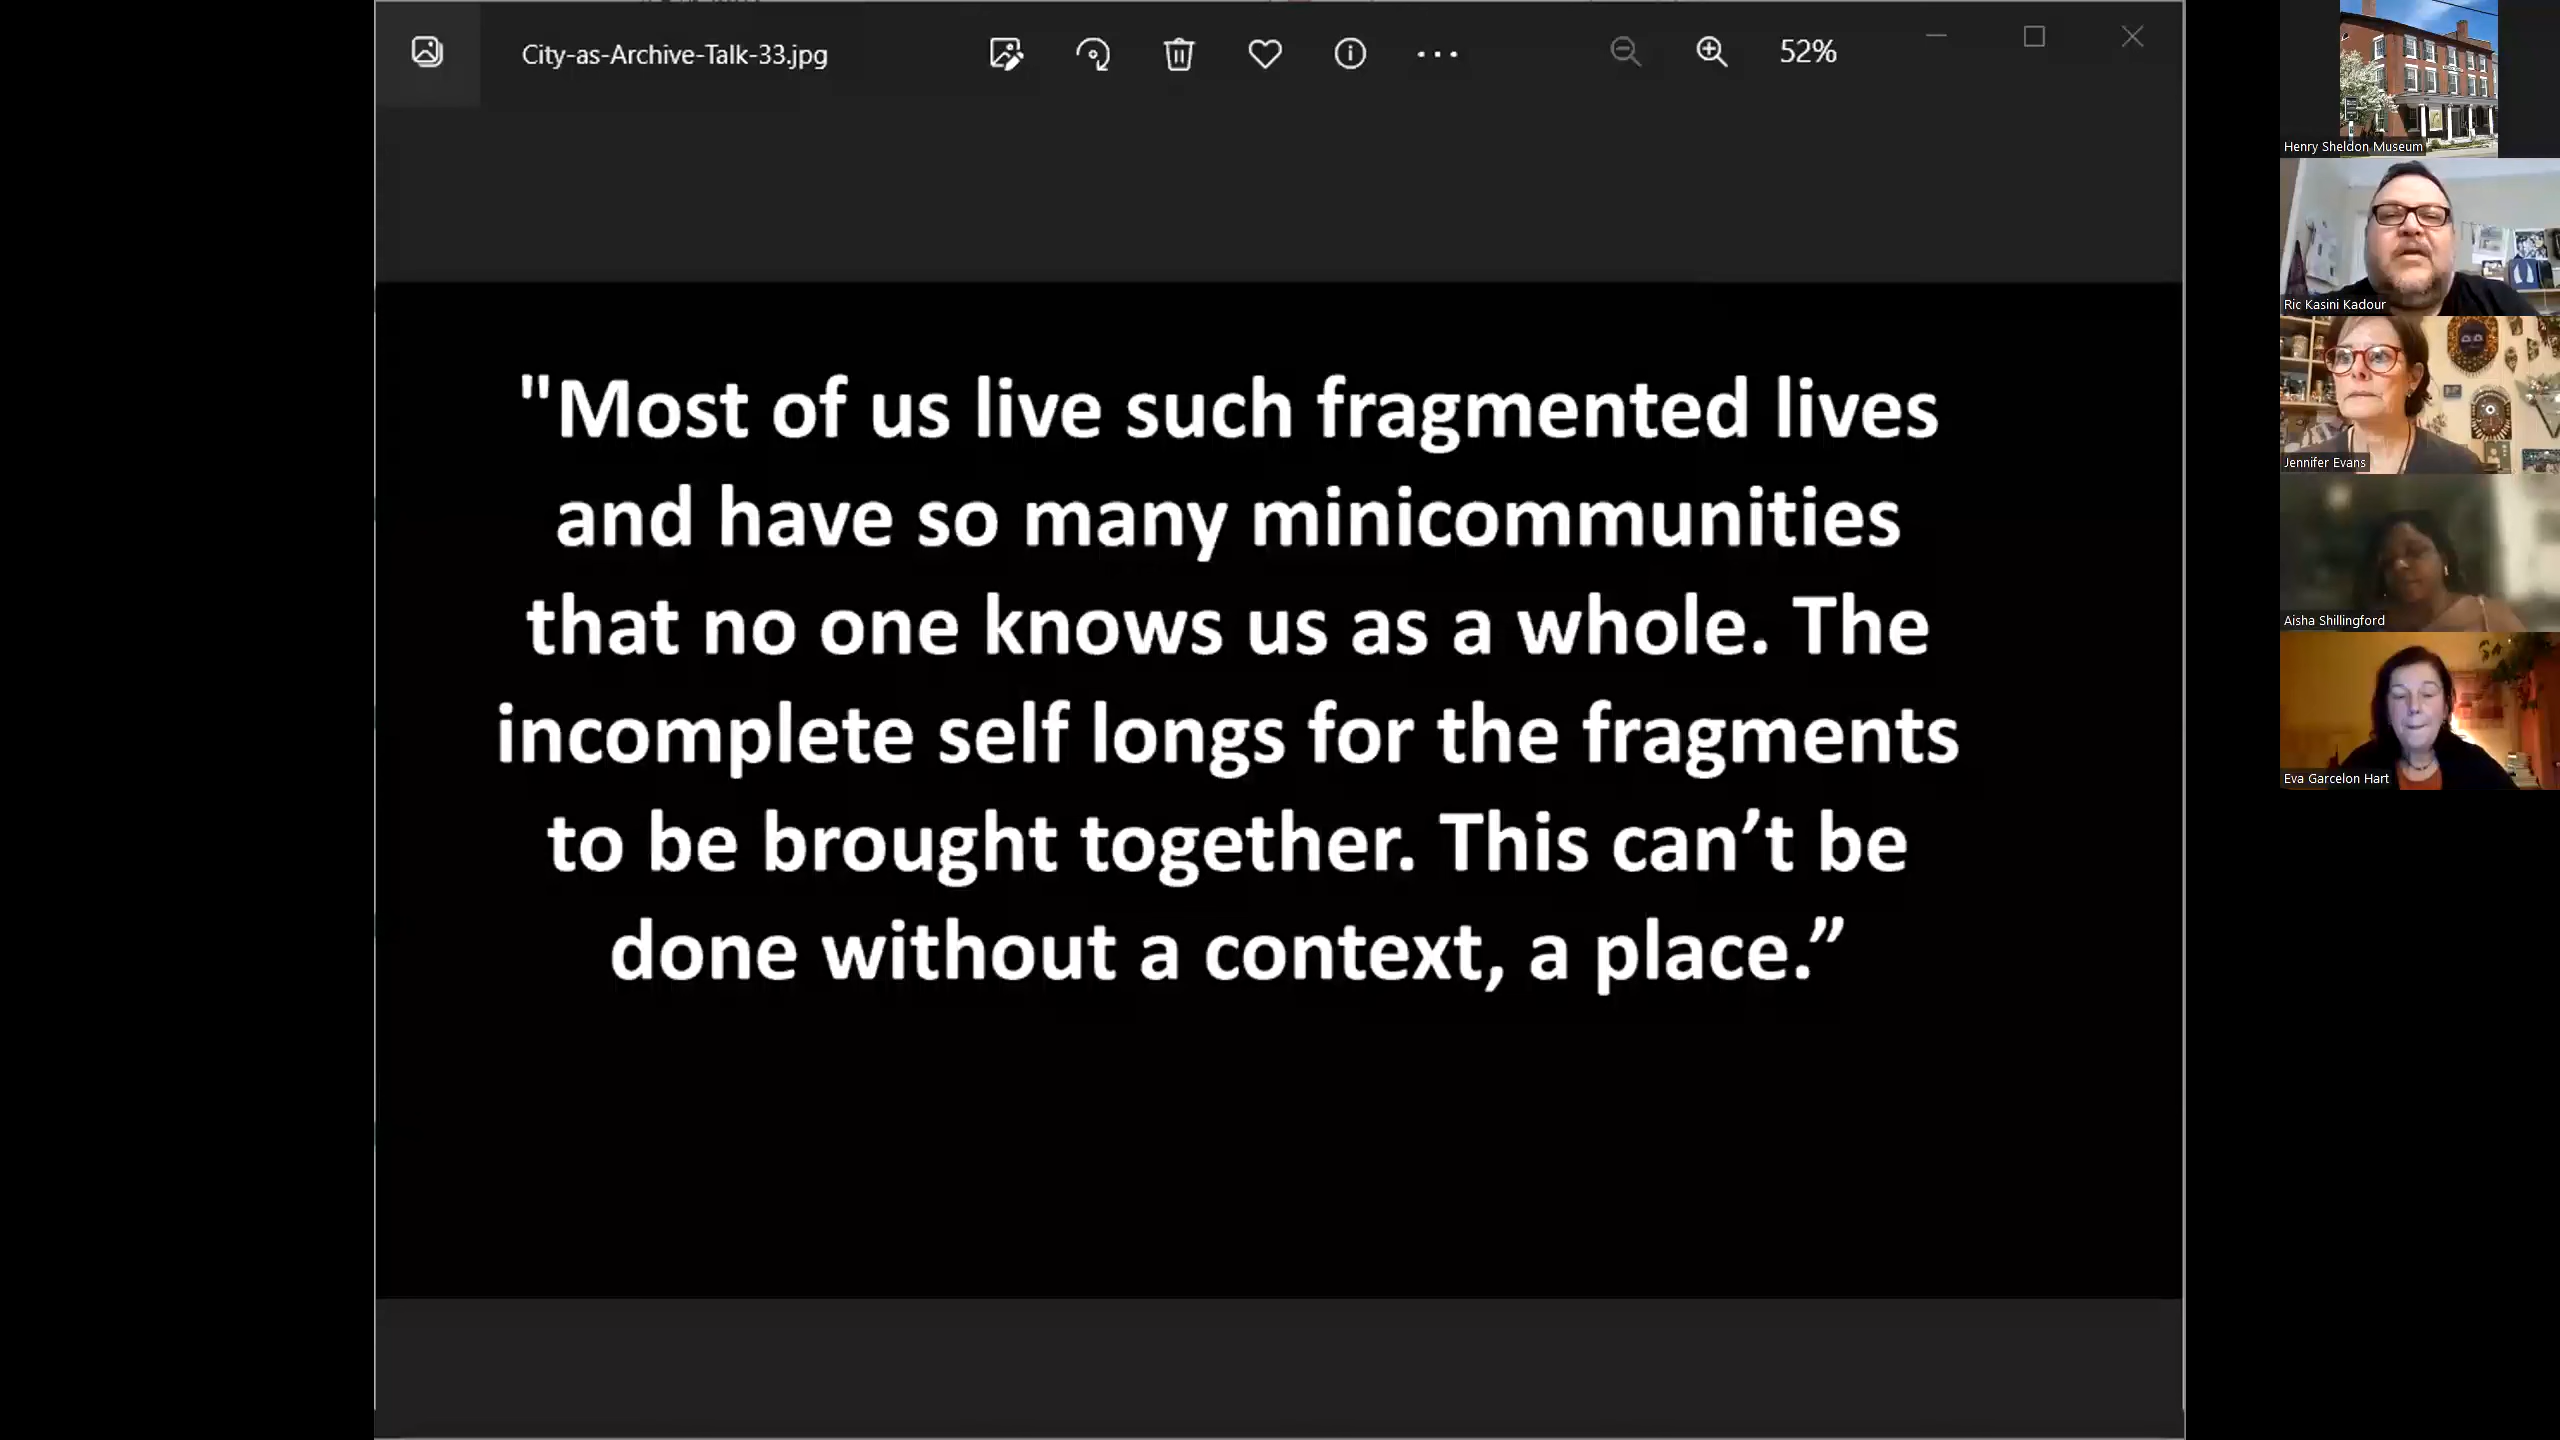 City-as-Archive-Talk-33.jpg
52%
"Most of us live such fragmented lives
and have so many minicommunities
that no one knows us as a whole. The
incomplete self longs for the fragments
to be brought together. This can’t be
done without a context, a place.”
Henry Sheldon Museum
Ric Kasini Kadour
Jennifer Evans
Aisha Shillingford
Eva Garcelon Hart